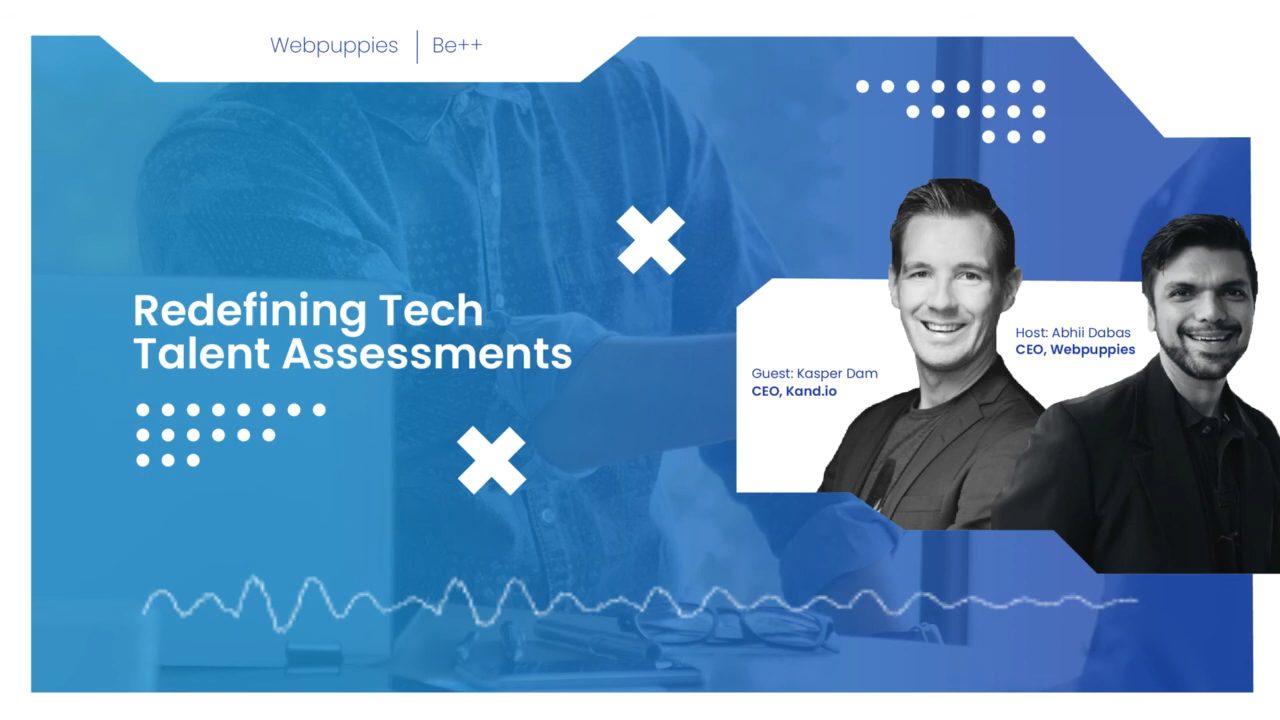 Webpuppies | Be++
Redefining Tech
Talent Assessments
Guest: Kasper Dam
CEO, Kand.io
Host: Abhii Dabas
CEO, Webpuppies